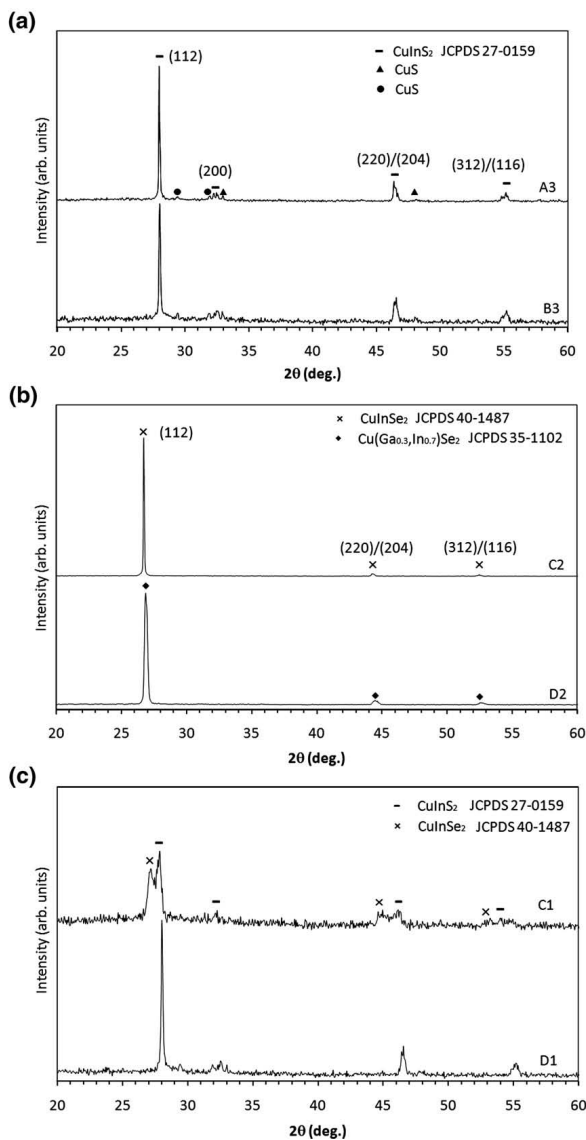 (a)
Intensity (arb. units)
(112)
CuInS₂ JCPDS 27-0159
CuS
CuS
(200)
(220)/(204)
(312)/(116)
A3
B3
20 25 30 35 40 45 50 55 60
2θ (deg.)
(b)
Intensity (arb. units)
(112)
CuInSe₂ JCPDS 40-1487
Cu(Ga₀.₃,In₀.₇)Se₂ JCPDS 35-1102
(220)/(204)
(312)/(116)
C2
D2
20 25 30 35 40 45 50 55 60
2θ (deg.)
(c)
Intensity (arb. units)
CuInS₂ JCPDS 27-0159
CuInSe₂ JCPDS 40-1487
C1
D1
20 25 30 35 40 45 50 55 60
2θ (deg.)